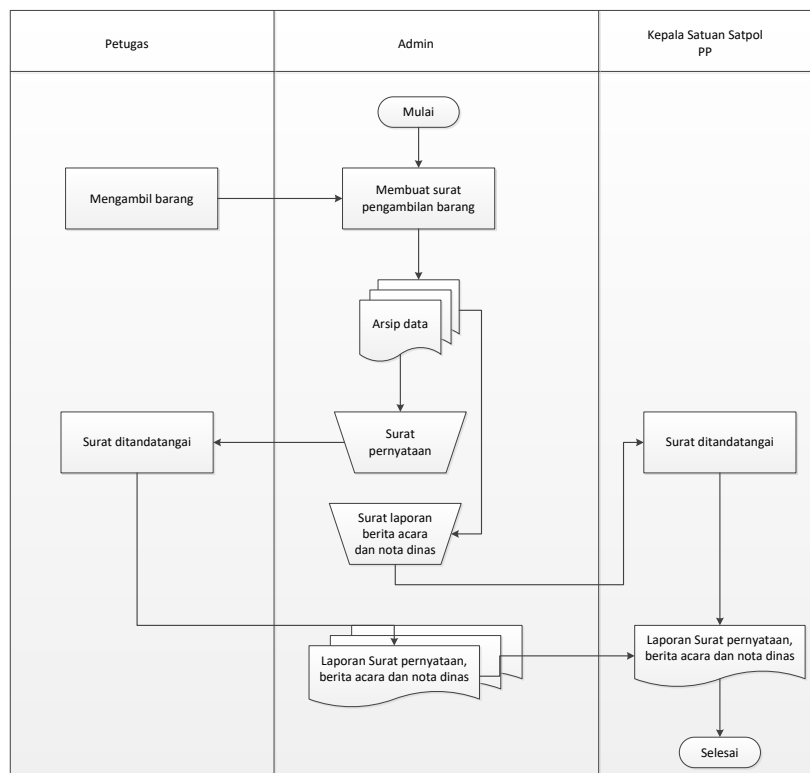 Petugas
Admin
Kepala Satuan Satpol
PP
Mulai
Mengambil barang
Membuat surat
pengambilan barang
Arsip data
Surat ditandatangai
Surat
pernyataan
Surat ditandatangai
Surat laporan
berita acara
dan nota dinas
Laporan Surat pernyataan,
berita acara dan nota dinas
Laporan Surat pernyataan,
berita acara dan nota dinas
Selesai